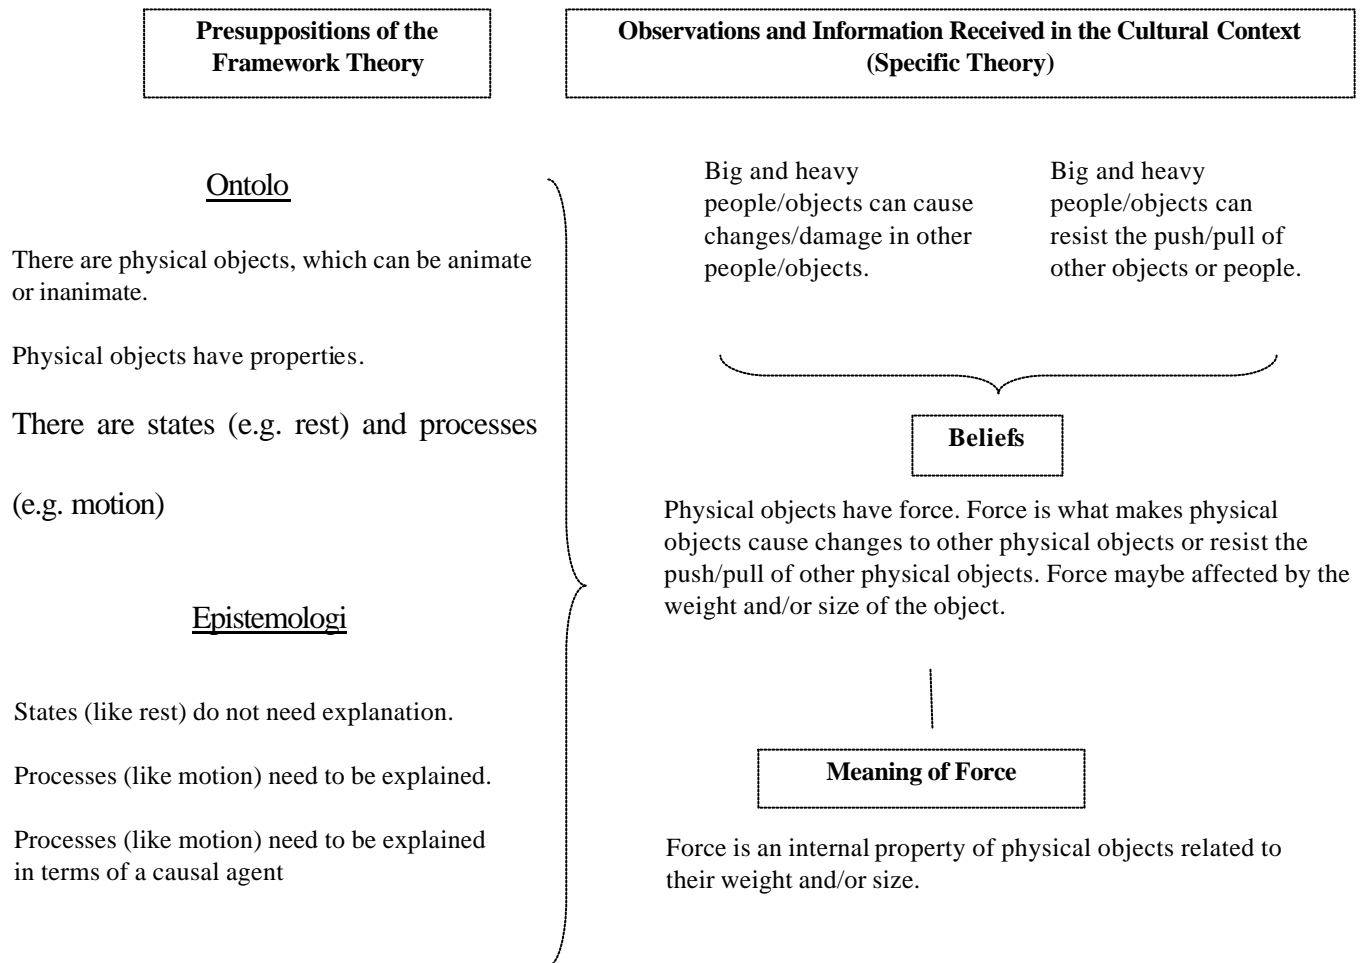 Presuppositions of the
Framework Theory
Observations and Information Received in the Cultural Context
(Specific Theory)
Ontolo
There are physical objects, which can be animate
or inanimate.
Physical objects have properties.
There are states (e.g. rest) and processes
(e.g. motion)
Epistemologi
States (like rest) do not need explanation.
Processes (like motion) need to be explained.
Processes (like motion) need to be explained
in terms of a causal agent
Big and heavy
people/objects can cause
changes/damage in other
people/objects.
Big and heavy
people/objects can
resist the push/pull of
other objects or people.
Beliefs
Physical objects have force. Force is what makes physical
objects cause changes to other physical objects or resist the
push/pull of other physical objects. Force maybe affected by the
weight and/or size of the object.
Meaning of Force
Force is an internal property of physical objects related to
their weight and/or size.